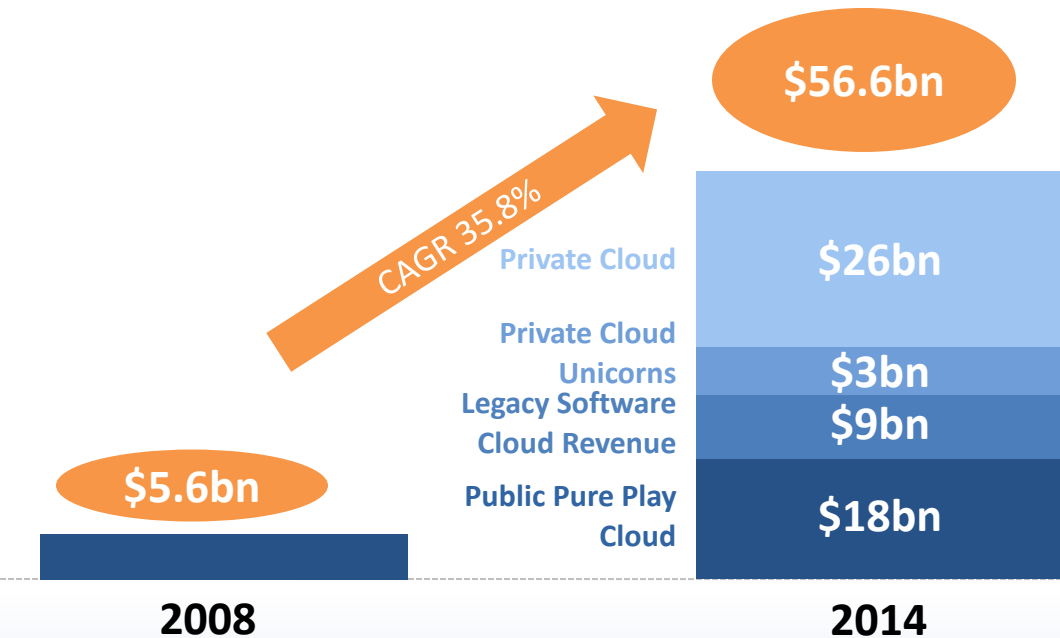 $56.6bn
CAGR 35.8%
Private Cloud
$26bn
Private Cloud
Unicorns
$3bn
Legacy Software
Cloud Revenue
$9bn
$5.6bn
Public Pure Play
Cloud
$18bn
2008
2014